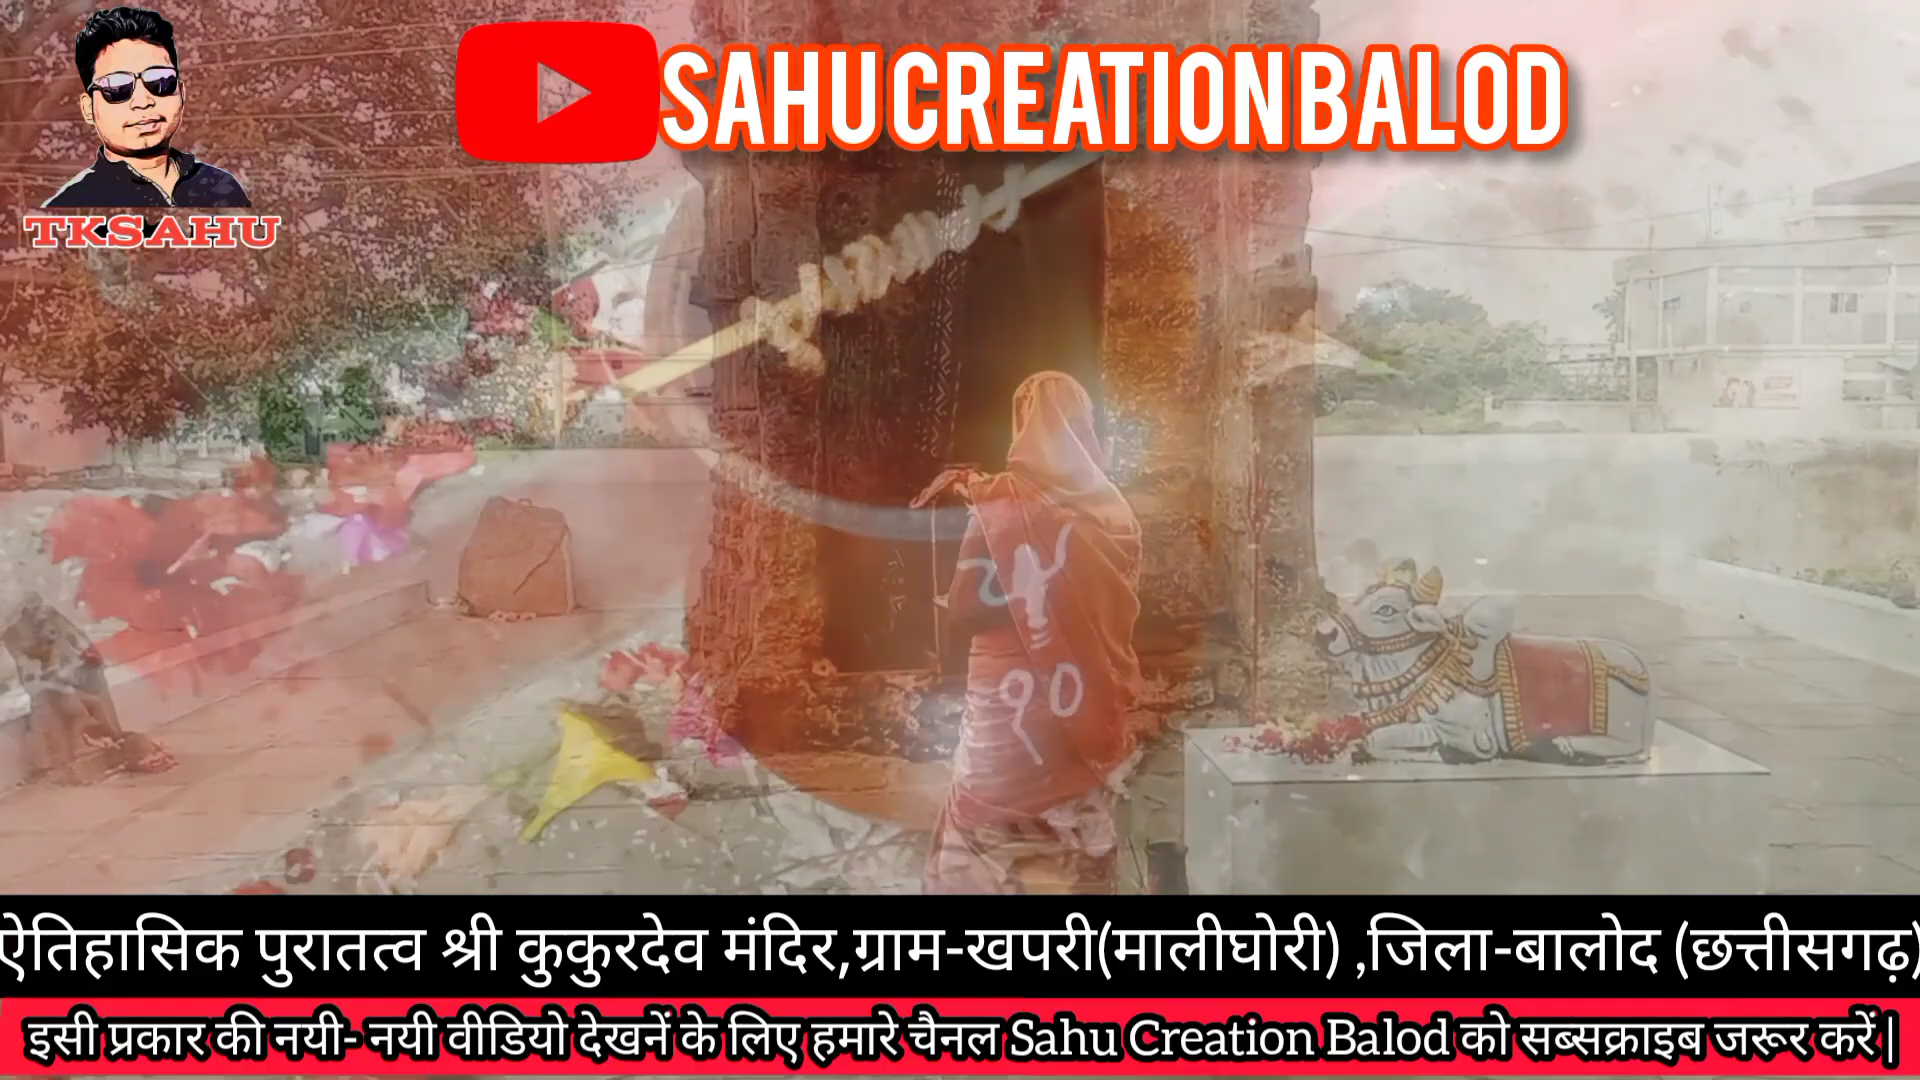 SAHU CREATION BALOD
TKSAHU
१०
ऐतिहासिक पुरातत्व श्री कुकुरदेव मंदिर,ग्राम-खपरी(मालीघोरी) ,जिला-बालोद (छत्तीसगढ़)
इसी प्रकार की नयी- नयी वीडियो देखनें के लिए हमारे चैनल Sahu Creation Balod को सब्सक्राइब जरूर करें|